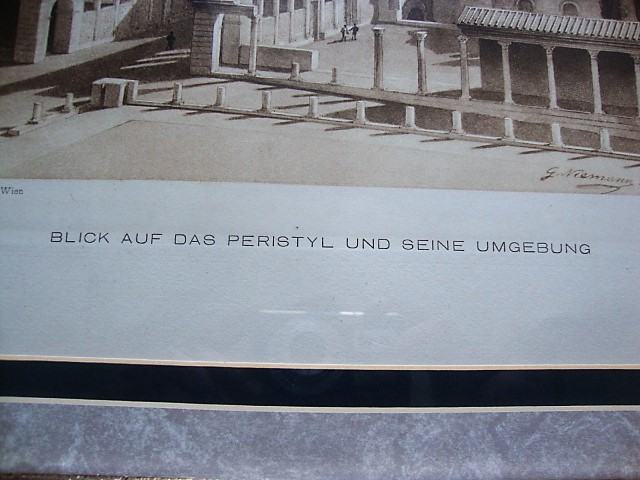 G. Niemann
Wien
BLICK AUF DAS PERISTYL UND SEINE UMGEBUNG